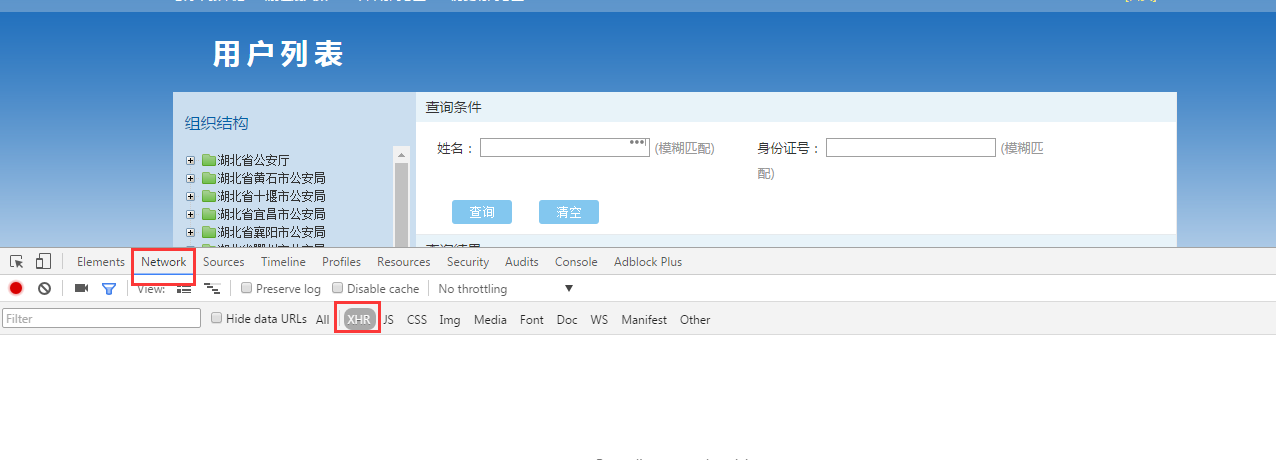 用户列表
组织结构
查询条件
姓名： (模糊匹配) 身份证号： (模糊匹
配)
湖北省公安厅
湖北省黄石市公安局
湖北省十堰市公安局
湖北省宜昌市公安局
湖北省襄阳市公安局
查询 清空
Elements Network Sources Timeline Profiles Resources Security Audits Console Adblock Plus
View: Preserve log Disable cache No throttling
Filter Hide data URLs All XHR JS CSS Img Media Font Doc WS Manifest Other